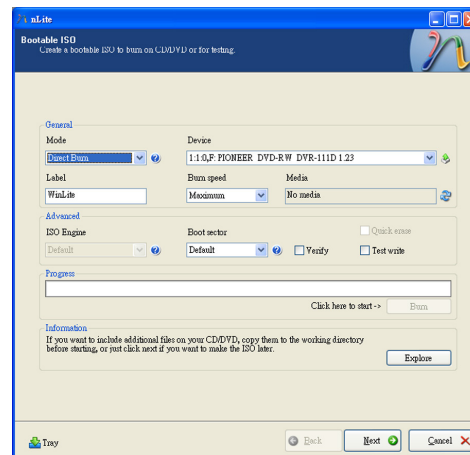 nLite
Bootable ISO
Create a bootable ISO to burn on CD/DVD or for testing.
General
Mode
Device
Direct Burn
1:1:0,F: PIONEER DVD-RW DVR-111D 1.23
Label
Burn speed
Media
WinLite
Maximum
No media
Advanced
ISO Engine
Boot sector
Quick erase
Default
Default
Verify
Test write
Progress
Click here to start ->
Burn
Information
If you want to include additional files on your CD/DVD, copy them to the working directory
before starting, or just click next if you want to make the ISO later.
Explore
Tray
Back
Next
Cancel